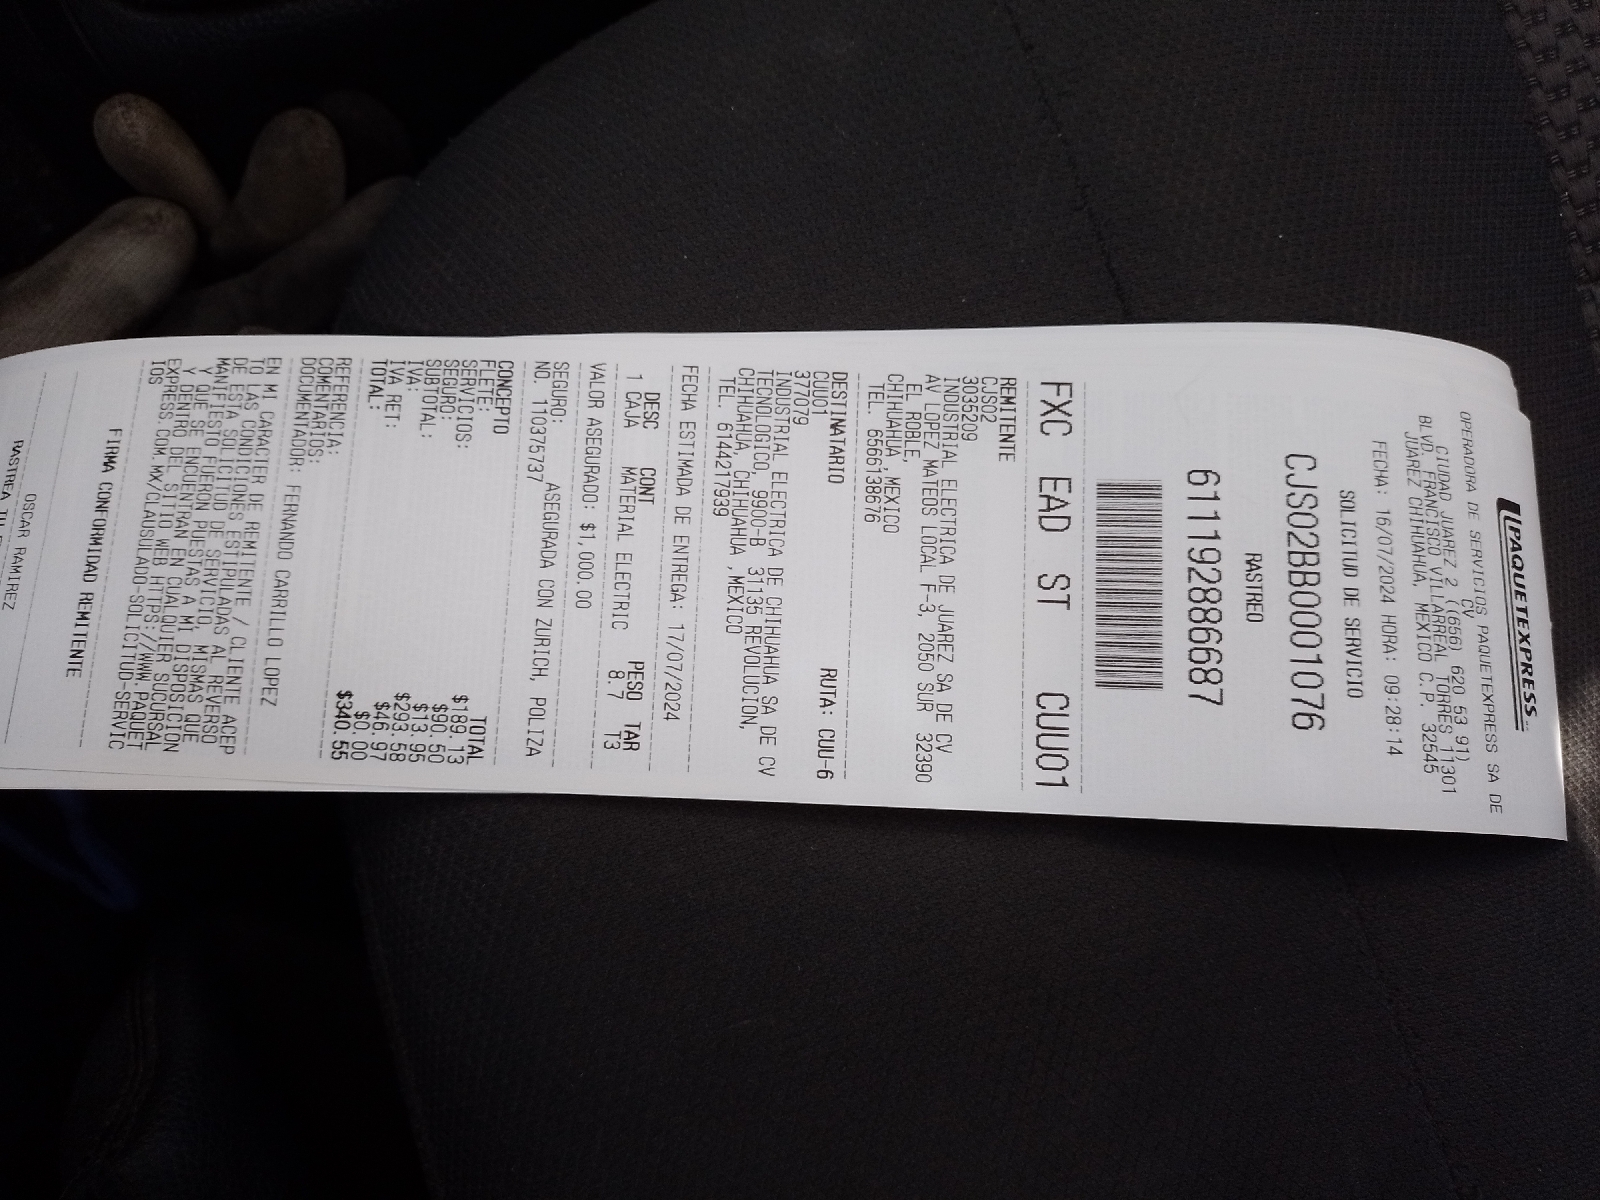 PAQUETEXPRESS
OPERADORA DE SERVICIOS PAQUETEXPRESS SA DE
CV
CIUDAD JUAREZ 2 ((656) 620 53 91)
BLVD. FRANCISCO VILLARREAL TORRES 11301
JUAREZ CHIHUAHUA, MEXICO C.P. 32545
FECHA: 16/07/2024 HORA: 09:28:14
SOLICITUD DE SERVICIO
CJS02BB0001076
RASTREO
611192886687
FXC EAD ST CUU01
REMITENTE
CJS02
3035209
INDUSTRIAL ELECTRICA DE JUAREZ SA DE CV
AV LOPEZ MATEOS LOCAL F-3, 2050 SUR 32390
EL ROBLE,
CHIHUAHUA ,MEXICO
TEL. 6566138676
DESTINATARIO RUTA: CUU-6
CUU01
377079
INDUSTRIAL ELECTRICA DE CHIHUAHUA SA DE CV
TECNOLOGICO, 9900-B 31135 REVOLUCION,
CHIHUAHUA, CHIHUAHUA ,MEXICO
TEL. 6144217939
FECHA ESTIMADA DE ENTREGA: 17/07/2024
DESC CONT PESO TAR
1 CAJA MATERIAL ELECTRIC 8.7 T3
VALOR ASEGURADO: $1,000.00
SEGURO: ASEGURADA CON ZURICH, POLIZA
NO. 110375737
CONCEPTO TOTAL
FLETE: $189.13
SERVICIOS: $90.50
SEGURO: $13.95
SUBTOTAL: $293.58
IVA: $46.97
IVA RET: $0.00
TOTAL: $340.55
REFERENCIA:
COMENTARIOS:
DOCUMENTADOR: FERNANDO CARRILLO LOPEZ
EN MI CARACTER DE REMITENTE / CLIENTE ACEP
TO LAS CONDICIONES ESTIPULADAS AL REVERSO
DE ESTA SOLICITUD DE SERVICIO, MISMAS QUE
MANIFIESTO FUERON PUESTAS A MI DISPOSICION
Y QUE SE ENCUENTRAN EN CUALQUIER SUCURSAL
Y DENTRO DEL SITIO WEB HTTPS://WWW.PAQUET
EXPRESS.COM.MX/CLAUSULADO-SOLICITUD-SERVIC
IOS
FIRMA CONFORMIDAD REMITENTE
OSCAR RAMIREZ
RASTREA TU